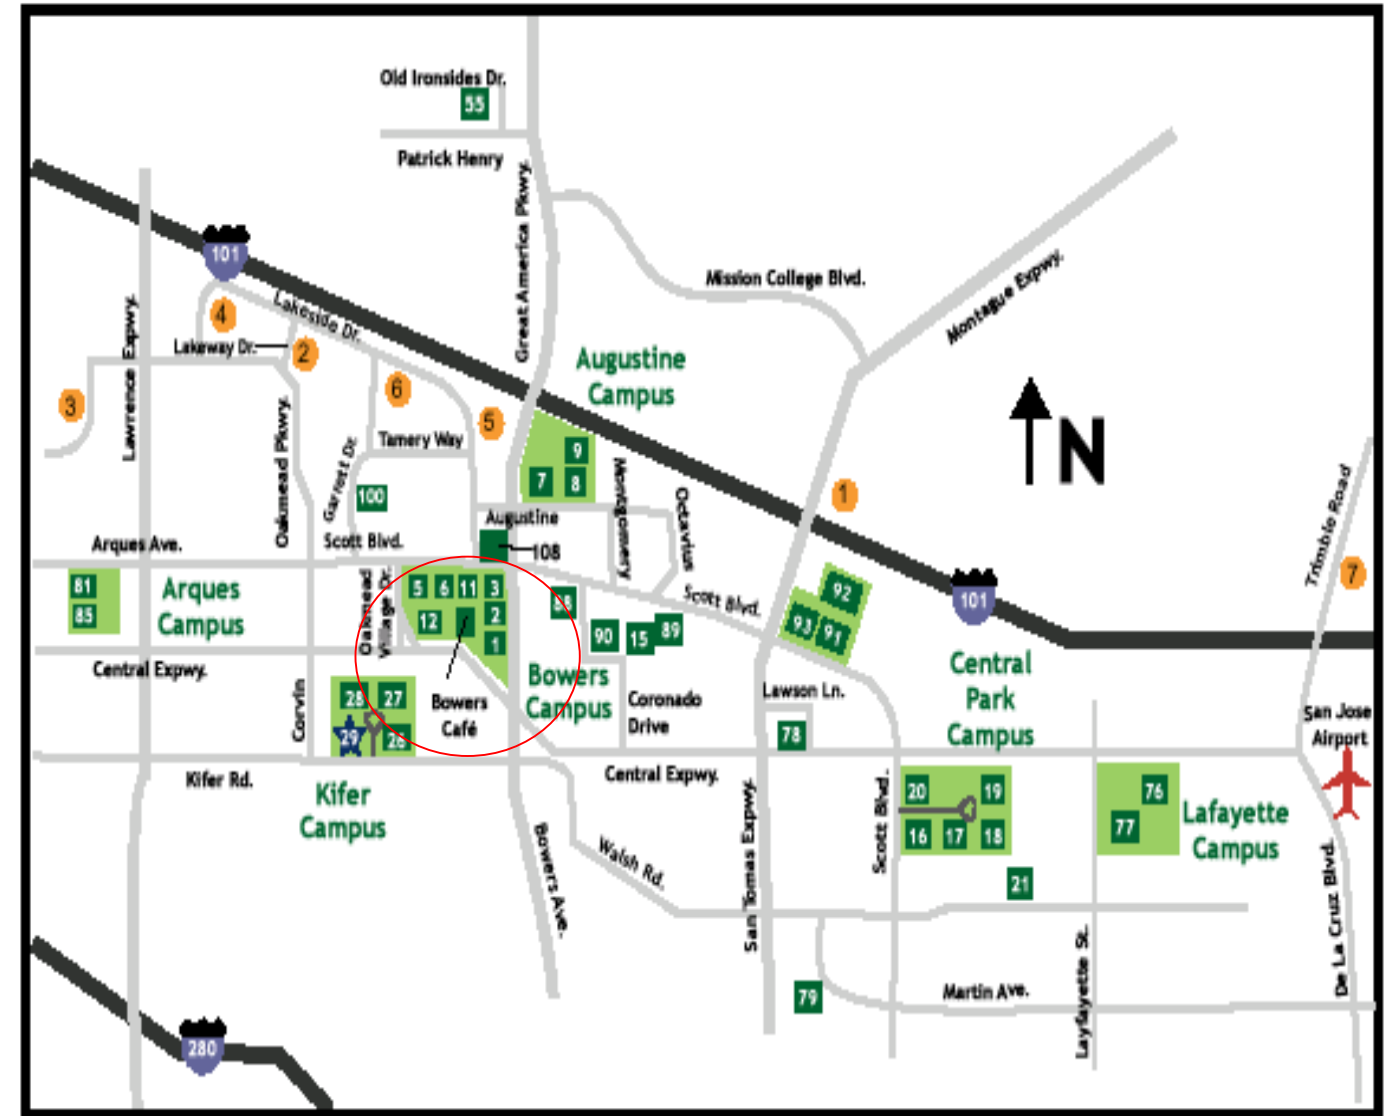 Old Ironsides Dr.
55
Patrick Henry
Great America Pkwy.
101
Mission College Blvd.
Montague Expwy.
4
Lakeside Dr.
Lakeway Dr.
2
Lawrence Expwy.
3
6
5
Augustine
Campus
N
Oakmead Pkwy.
Tamery Way
Garrett Dr.
100
9
7
8
Montgomery
Octavius
1
Trimble Road
7
Augustine
108
Arques Ave.
Scott Blvd.
81
85
Arques
Campus
Oakmead
Village Dr.
5
6
11
3
12
2
1
88
90
15
89
Scott Blvd.
92
93
91
101
Central Expwy.
Corvin
28
27
29
26
Bowers
Café
Bowers
Campus
Coronado
Drive
Lawson Ln.
78
Central
Park
Campus
San Jose
Airport
Kifer Rd.
Kifer
Campus
Central Expwy.
Bowers Ave.
Walsh Rd.
San Tomas Expwy.
Scott Blvd.
20
19
16
17
18
21
76
77
Lafayette
Campus
De La Cruz Blvd.
Layfayette St.
79
Martin Ave.
280